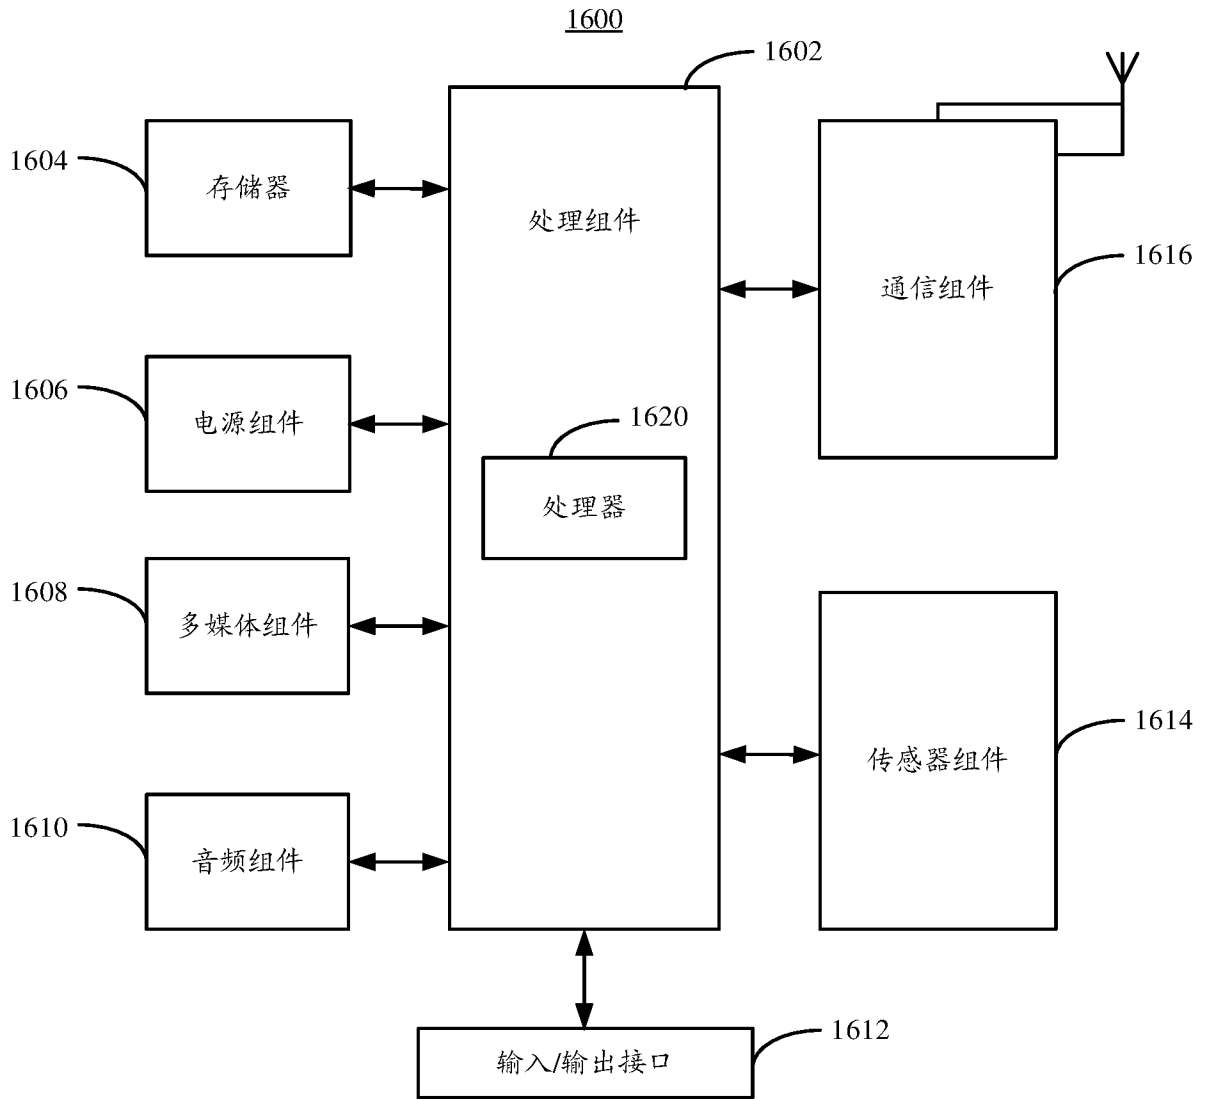 1600
1602
1604
存储器
处理组件
1616
通信组件
1606
电源组件
1620
处理器
1608
多媒体组件
1614
传感器组件
1610
音频组件
1612
输入/输出接口